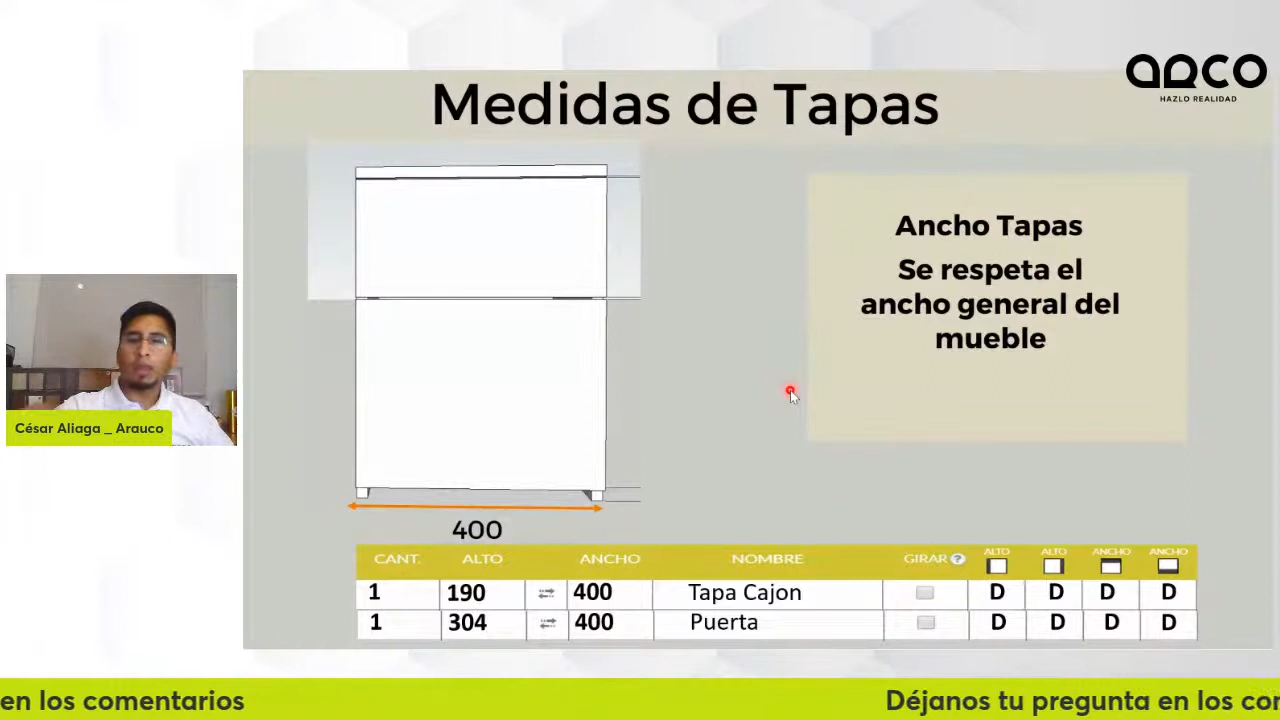 ARCO
HAZLO REALIDAD
Medidas de Tapas
Ancho Tapas
Se respeta el
ancho general del
mueble
César Aliaga _ Arauco
400
CANT. ALTO ANCHO NOMBRE GIRAR ? ALTO ALTO ANCHO ANCHO
1 190 400 Tapa Cajon D D D D
1 304 400 Puerta D D D D
en los comentarios Déjanos tu pregunta en los con